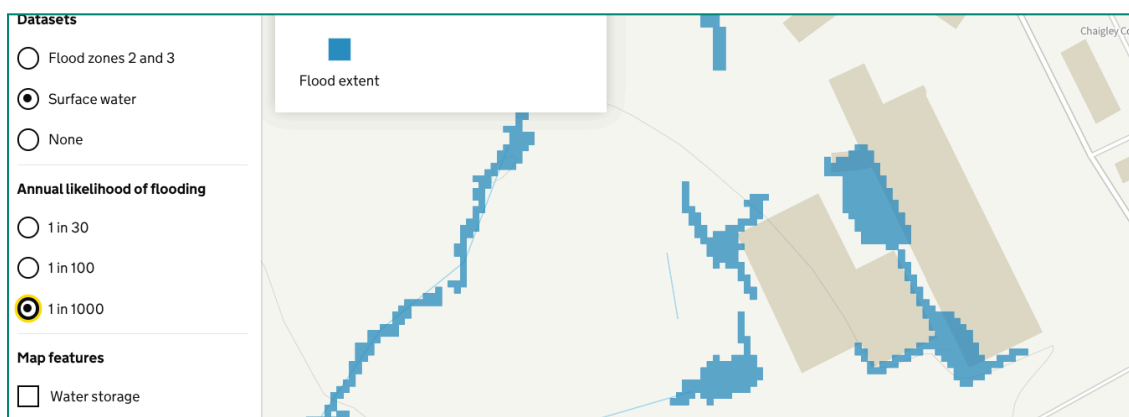 Datasets
Flood zones 2 and 3
Surface water
None
Annual likelihood of flooding
1 in 30
1 in 100
1 in 1000
Map features
Water storage
Flood extent
Chaigley